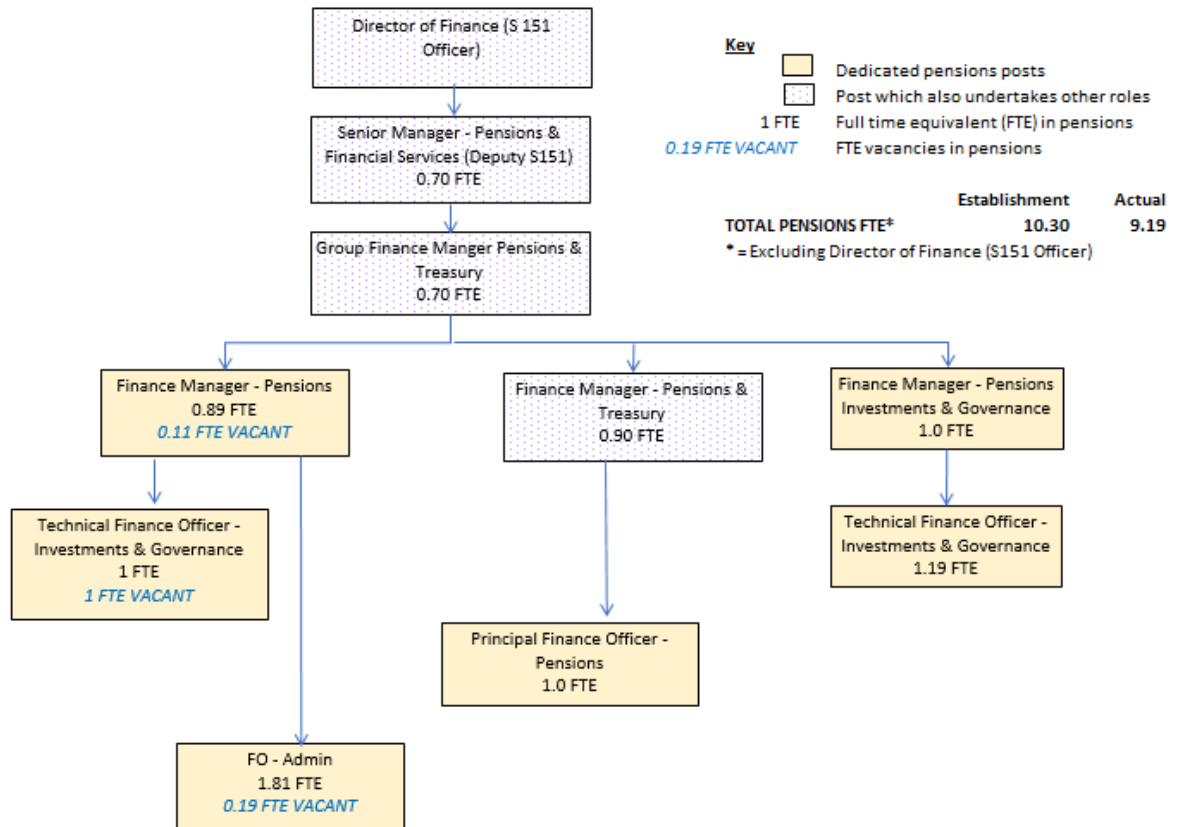 Director of Finance (S 151
Officer)
Key
Dedicated pensions posts
Post which also undertakes other roles
1 FTE Full time equivalent (FTE) in pensions
0.19 FTE VACANT FTE vacancies in pensions
Senior Manager - Pensions &
Financial Services (Deputy S151)
0.70 FTE
Establishment Actual
TOTAL PENSIONS FTE* 10.30 9.19
* = Excluding Director of Finance (S151 Officer)
Group Finance Manger Pensions &
Treasury
0.70 FTE
Finance Manager - Pensions
0.89 FTE
0.11 FTE VACANT
Finance Manager - Pensions &
Treasury
0.90 FTE
Finance Manager - Pensions
Investments & Governance
1.0 FTE
Technical Finance Officer -
Investments & Governance
1 FTE
1 FTE VACANT
Technical Finance Officer -
Investments & Governance
1.19 FTE
Principal Finance Officer -
Pensions
1.0 FTE
FO - Admin
1.81 FTE
0.19 FTE VACANT